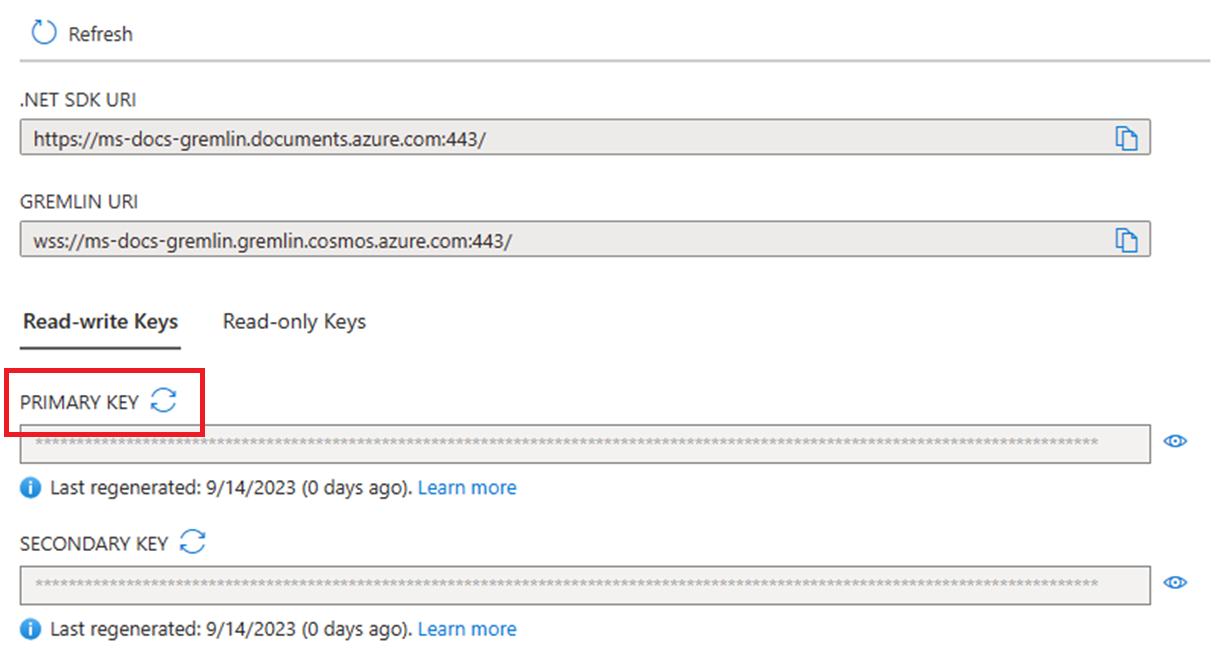 Refresh
.NET SDK URI
https://ms-docs-gremlin.documents.azure.com:443/
GREMLIN URI
wss://ms-docs-gremlin.gremlin.cosmos.azure.com:443/
Read-write Keys Read-only Keys
PRIMARY KEY
****************************************************************************************************************************
Last regenerated: 9/14/2023 (0 days ago). Learn more
SECONDARY KEY
****************************************************************************************************************************
Last regenerated: 9/14/2023 (0 days ago). Learn more